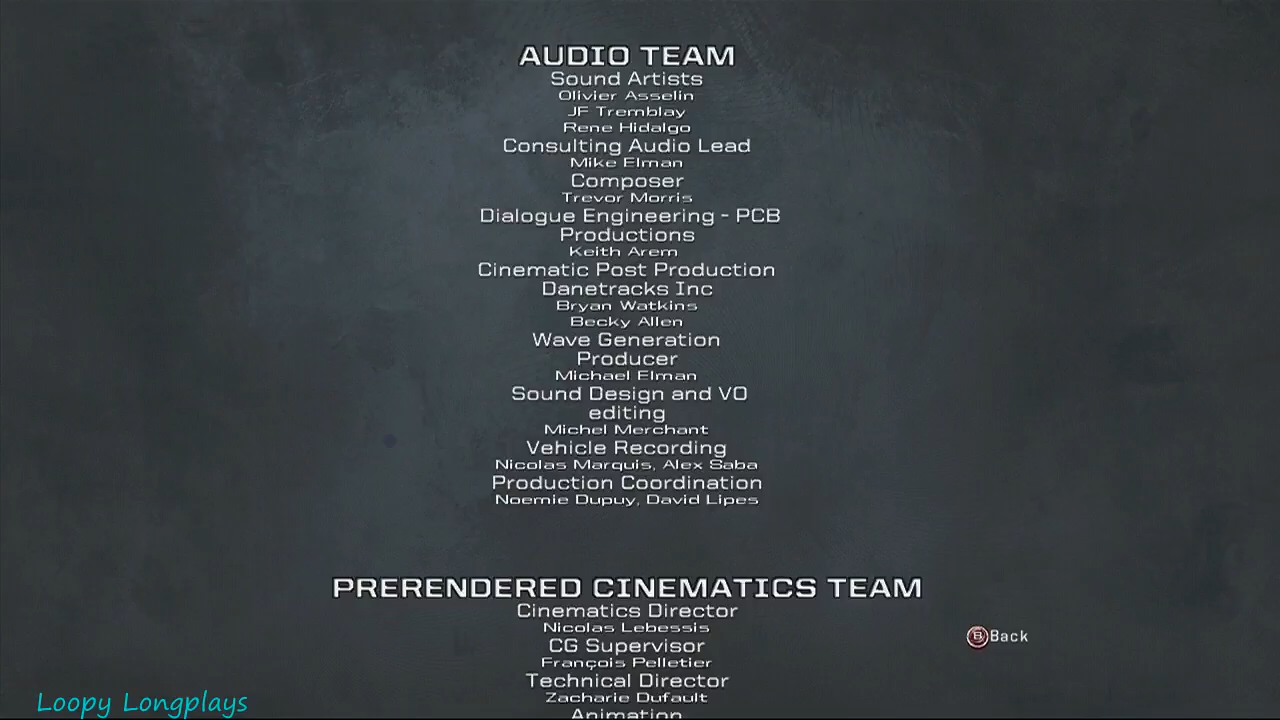 AUDIO TEAM
Sound Artists
Olivier Asselin
JF Tremblay
Rene Hidalgo
Consulting Audio Lead
Mike Elman
Composer
Trevor Morris
Dialogue Engineering - PCB
Productions
Keith Arem
Cinematic Post Production
Danetracks Inc
Bryan Watkins
Becky Allen
Wave Generation
Producer
Michael Elman
Sound Design and VO
editing
Michel Merchant
Vehicle Recording
Nicolas Marquis, Alex Saba
Production Coordination
Noemie Dupuy, David Lipes
PRERENDERED CINEMATICS TEAM
Cinematics Director
Nicolas Lebessis
CG Supervisor
François Pelletier
Technical Director
Zacharie Dufault
Animation
B Back
Loopy Longplays